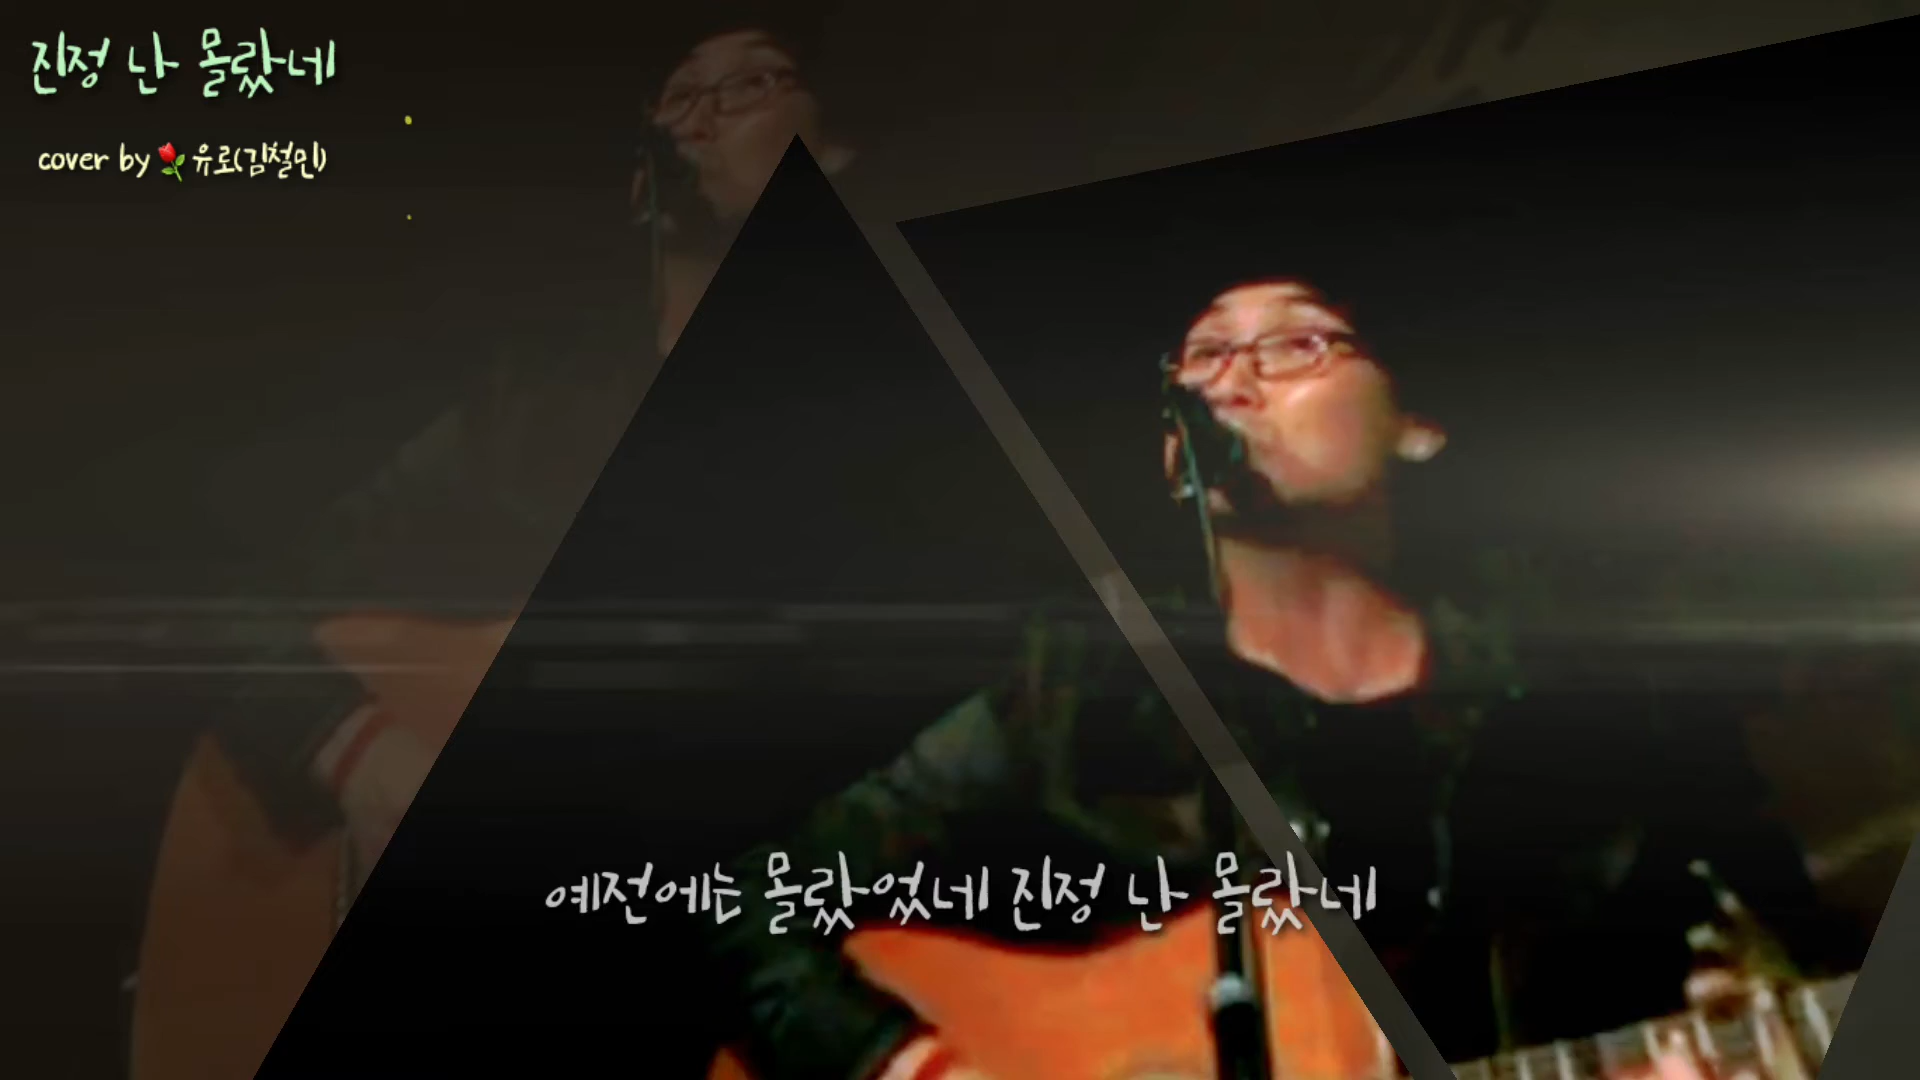 진정 난 몰랐네
cover by🌹유로(김철민)
예전에는 몰랐었네 진정 난 몰랐네